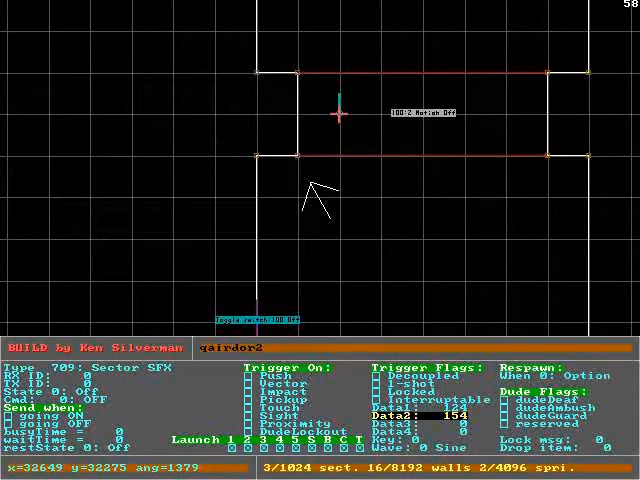 58
100:Z Motion Off
Toggle switch:100 Off
BUILD by Ken Silverman qairdor2
Type 709: Sector SFX Trigger On: Trigger Flags: Respawn:
RX ID: 0 Push Decoupled When 0: Option
TX ID: 0 Vector 1-shot
State 0: Off Impact Locked Dude Flags:
Cmd: 0: OFF Pickup Interruptable dudeDeaf
Send when: Touch Data1: 124 dudeAmbush
going ON Sight Data2: 154 dudeGuard
going OFF Proximity Data3: 0 reserved
busyTime = 0 DudeLockout Data4: 0
waitTime = 0 Launch 1 2 3 4 5 S B C T Key: 0 Lock msg: 0
restState 0: Off Wave: 0 Sine Drop item: 0
x=32649 y=32275 ang=1379 3/1024 sect. 16/8192 walls 2/4096 spri.